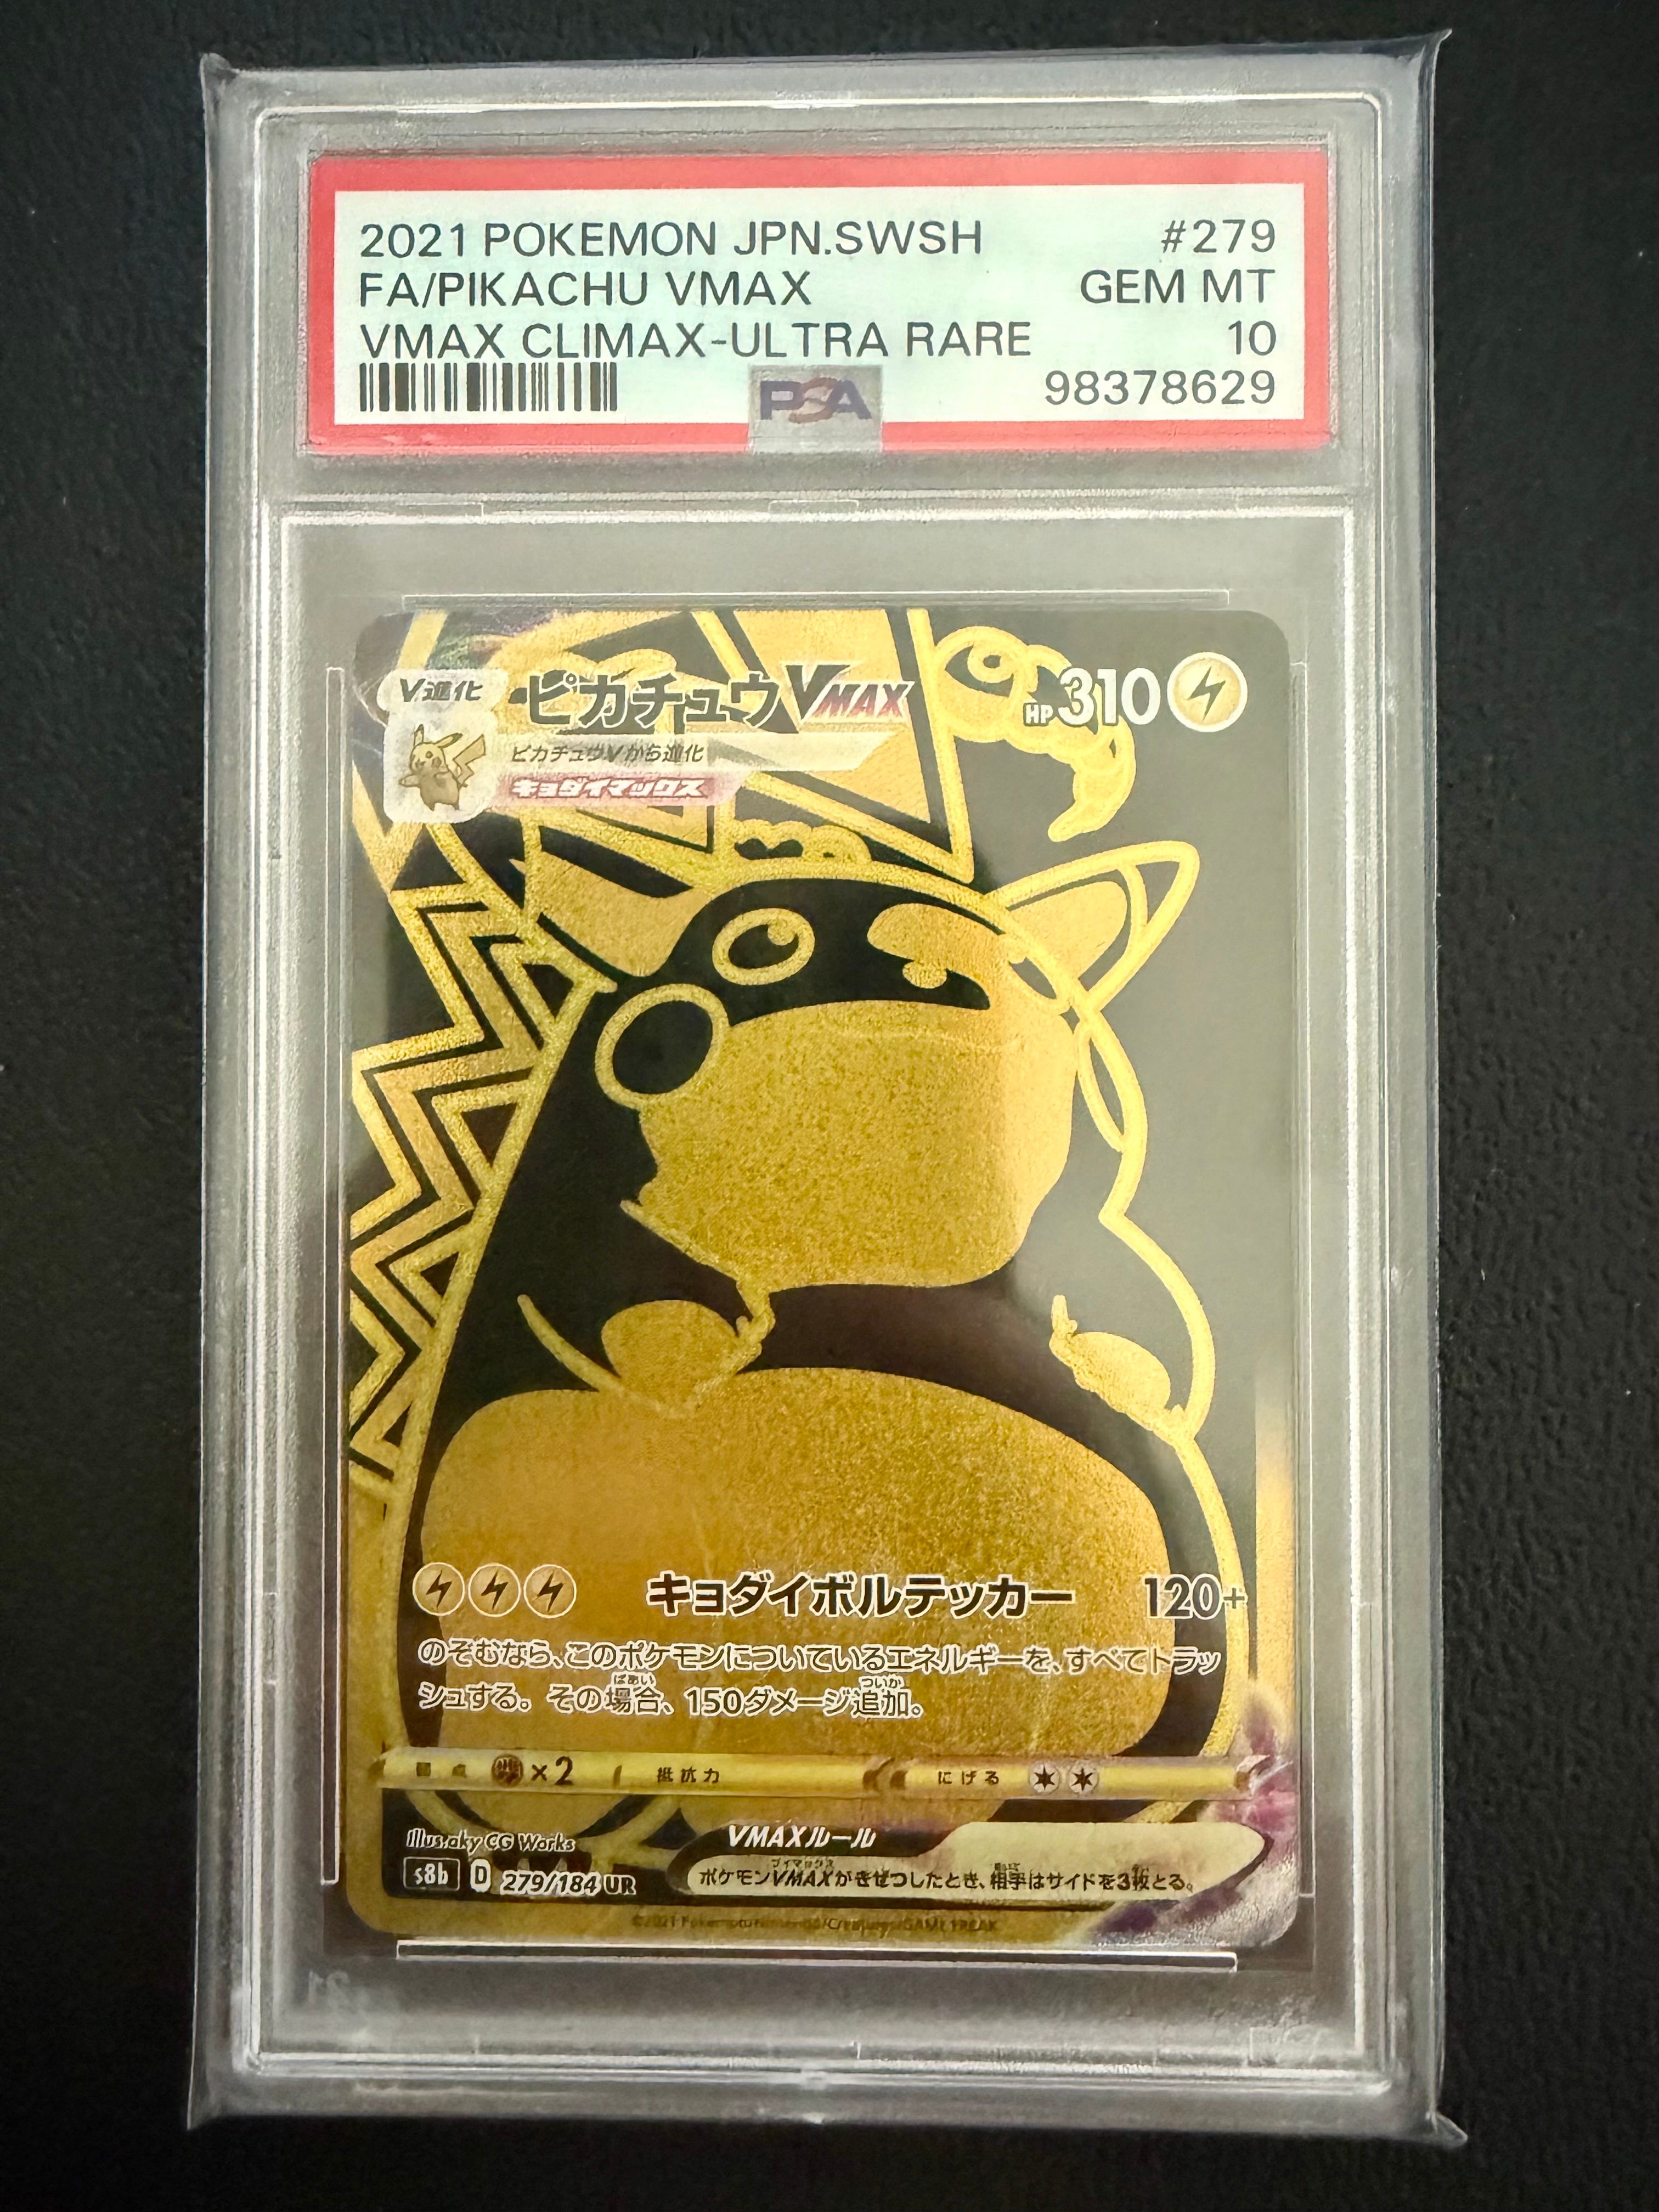 2021 POKEMON JPN.SWSH #279
FA/PIKACHU VMAX GEM MT
VMAX CLIMAX-ULTRA RARE 10
PSA 98378629
V進化 ピカチュウVMAX HP310
ピカチュウVから進化
キョダイマックス
キョダイボルテッカー 120+
のぞむなら、このポケモンについているエネルギーを、すべてトラッ
シュする。その場合、150ダメージ追加。
弱点 ×2 抵抗力 にげる
Illus.aky CG Works VMAXルール
s8b D 279/184 UR ポケモンVMAXがきぜつしたとき、相手はサイドを3枚とる。
©2021 Pokémon/Nintendo/Creatures/GAME FREAK